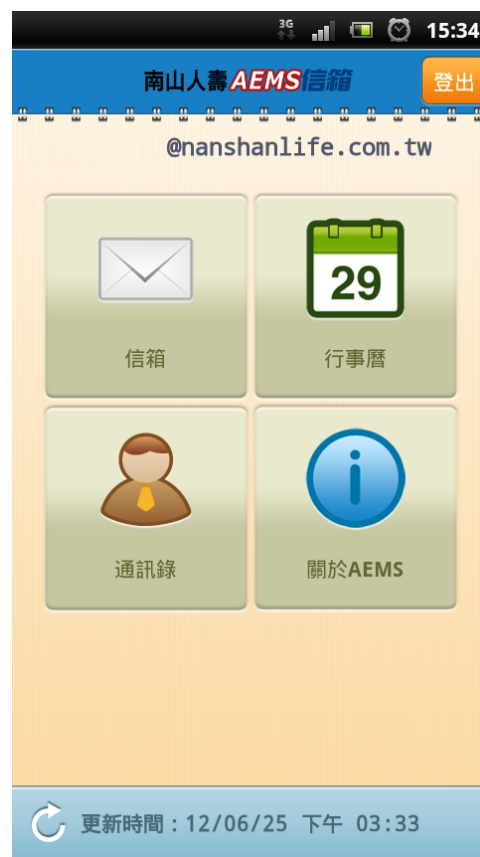 3G 15:34
南山人壽AEMS信箱 登出
@nanshanlife.com.tw
29
信箱 行事曆
i
通訊錄 關於AEMS
更新時間：12/06/25 下午 03:33